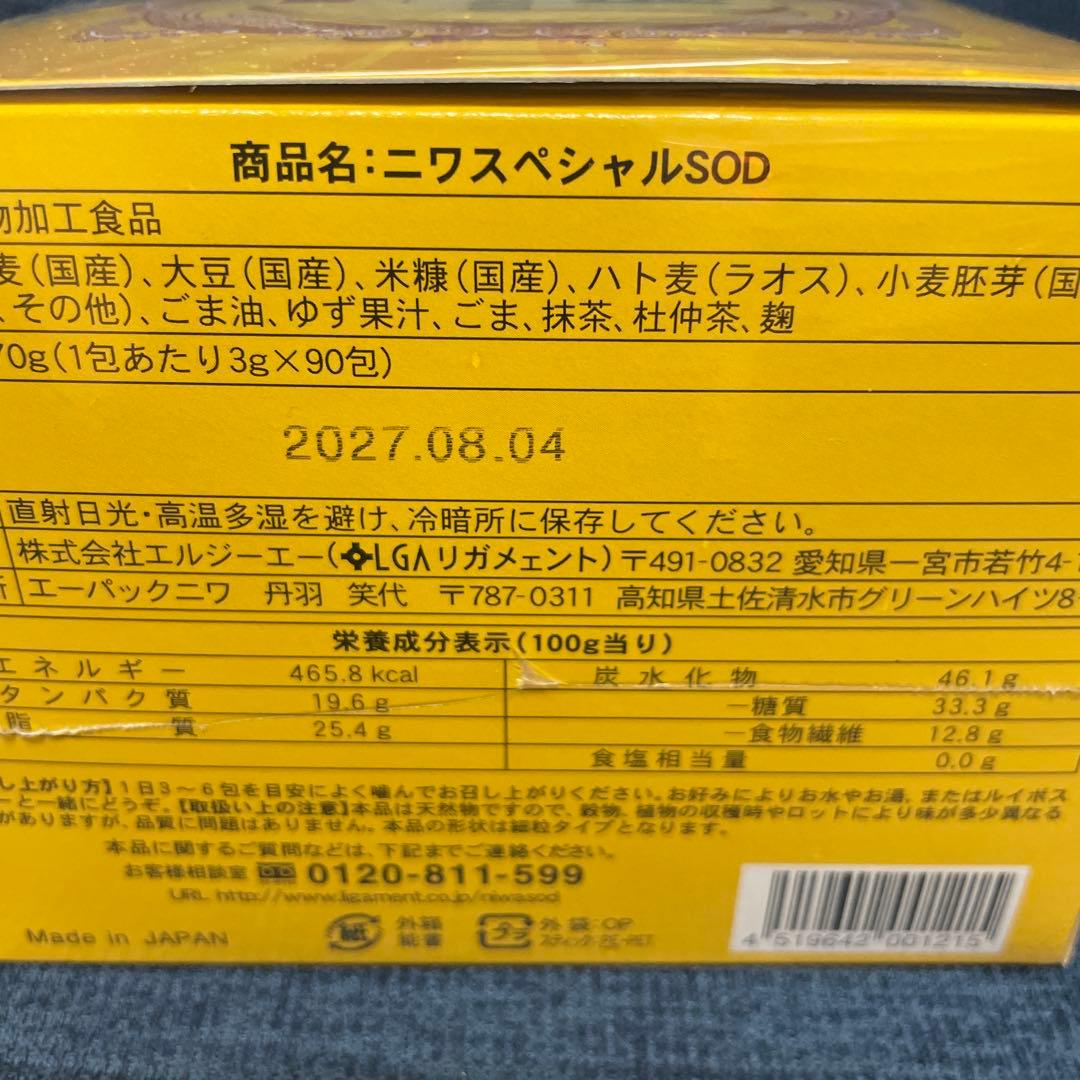 商品名：ニワスペシャルSOD
物加工食品
麦（国産）、大豆（国産）、米糠（国産）、ハト麦（ラオス）、小麦胚芽（国
、その他）、ごま油、ゆず果汁、ごま、抹茶、杜仲茶、麹
70g（1包あたり3g×90包）
2027.08.04
直射日光・高温多湿を避け、冷暗所に保存してください。
株式会社エルジーエー（LGAリガメェント）〒491-0832 愛知県一宮市若竹4-
所 エーパックニワ 丹羽 笑代 〒787-0311 高知県土佐清水市グリーンハイツ8-
栄養成分表示（100g当り）
エネルギー 465.8 kcal 炭水化物 46.1 g
タンパク質 19.6 g －糖質 33.3 g
脂質 25.4 g －食物繊維 12.8 g
食塩相当量 0.0 g
し上がり方】1日3～6包を目安によく噛んでお召し上がりください。お好みによりお水やお湯、またはルイボス
ーと一緒にどうぞ。【取扱い上の注意】本品は天然物ですので、穀物、植物の収穫時やロットにより味が多少異なる
がありますが、品質に問題はありません。本品の形状は細粒タイプとなります。
本品に関するご質問などは、下記までご連絡ください。
お客様相談室 0120-811-599
URL http://www.ligament.co.jp/niwasod
Made in JAPAN 紙 外箱 能書 プラ 外袋:OP スティック:PE・PET
4 519642 001215